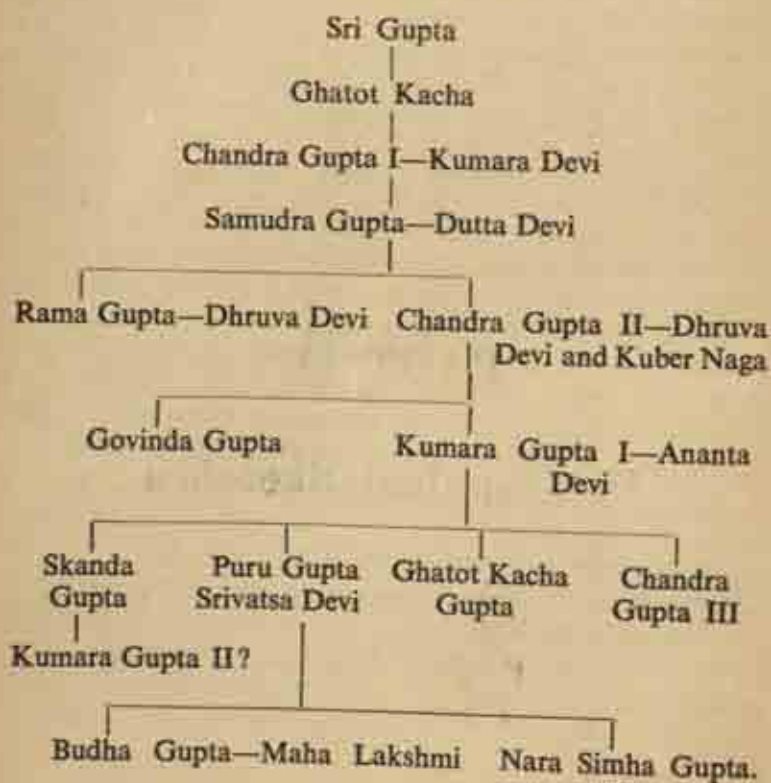 Sri Gupta
Ghatot Kacha
Chandra Gupta I—Kumara Devi
Samudra Gupta—Dutta Devi
Rama Gupta—Dhruva Devi Chandra Gupta II—Dhruva
Devi and Kuber Naga
Govinda Gupta Kumara Gupta I—Ananta
Devi
Skanda Puru Gupta Ghatot Kacha Chandra
Gupta Srivatsa Devi Gupta Gupta III
Kumara Gupta II?
Budha Gupta—Maha Lakshmi Nara Simha Gupta.